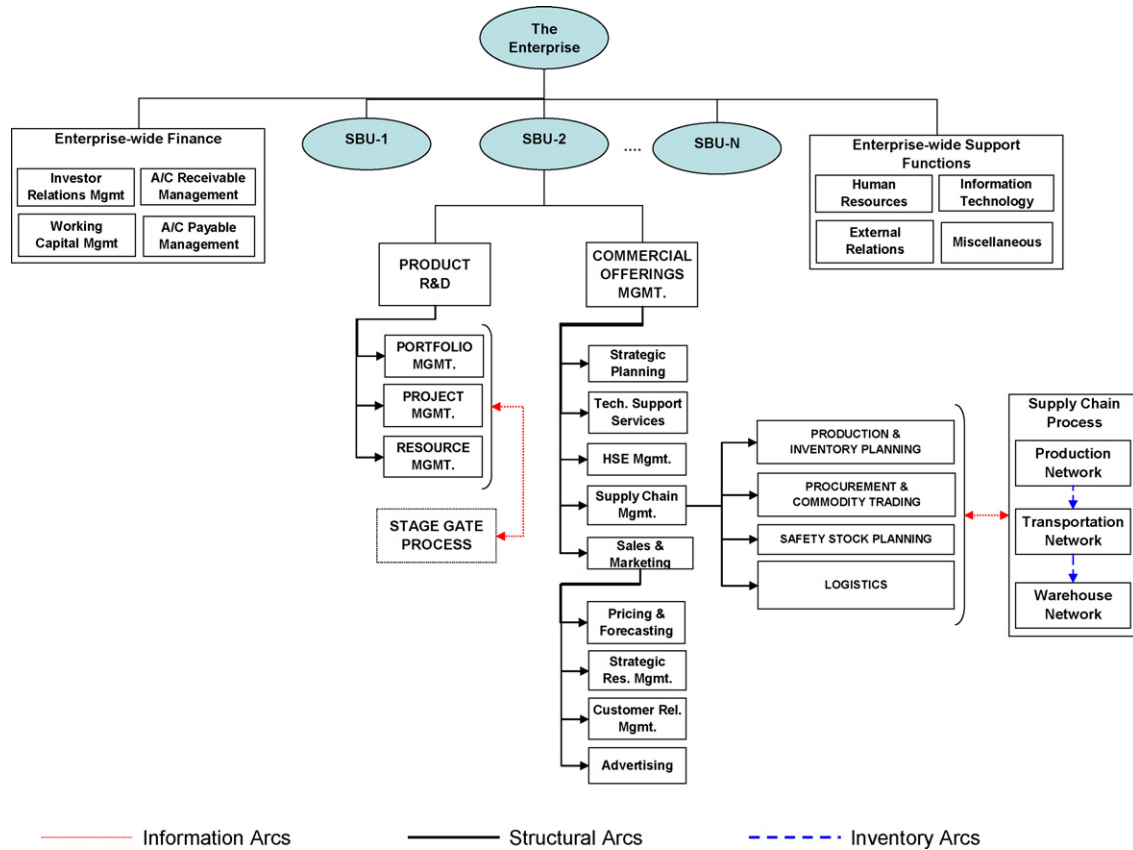 The
Enterprise
Enterprise-wide Finance
Investor
Relations Mgmt
A/C Receivable
Management
Working
Capital Mgmt
A/C Payable
Management
SBU-1
SBU-2
....
SBU-N
Enterprise-wide Support
Functions
Human
Resources
Information
Technology
External
Relations
Miscellaneous
PRODUCT
R&D
COMMERCIAL
OFFERINGS
MGMT.
PORTFOLIO
MGMT.
PROJECT
MGMT.
RESOURCE
MGMT.
STAGE GATE
PROCESS
Strategic
Planning
Tech. Support
Services
HSE Mgmt.
Supply Chain
Mgmt.
Sales &
Marketing
Pricing &
Forecasting
Strategic
Res. Mgmt.
Customer Rel.
Mgmt.
Advertising
PRODUCTION &
INVENTORY PLANNING
PROCUREMENT &
COMMODITY TRADING
SAFETY STOCK PLANNING
LOGISTICS
Supply Chain
Process
Production
Network
Transportation
Network
Warehouse
Network
Information Arcs
Structural Arcs
Inventory Arcs